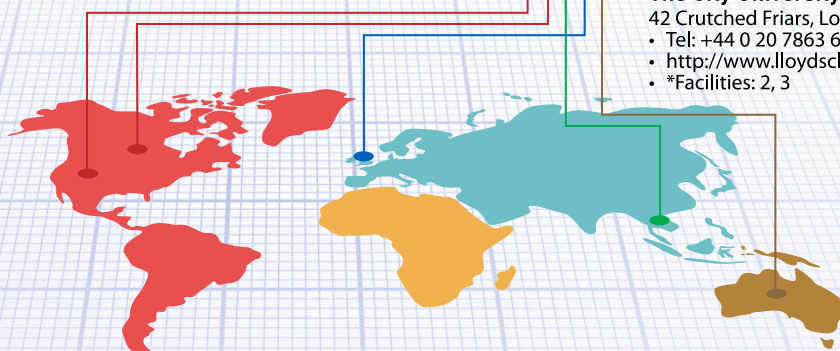 42 Crutched Friars, Lo
• Tel: +44 0 20 7863 6
• http://www.lloydscl
• *Facilities: 2, 3